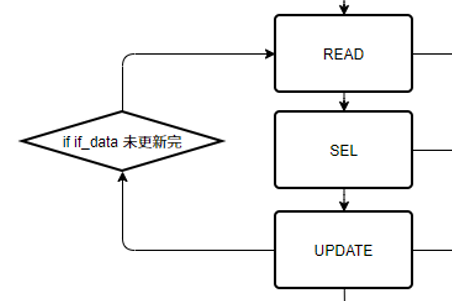 READ
if if_data 未更新完
SEL
UPDATE